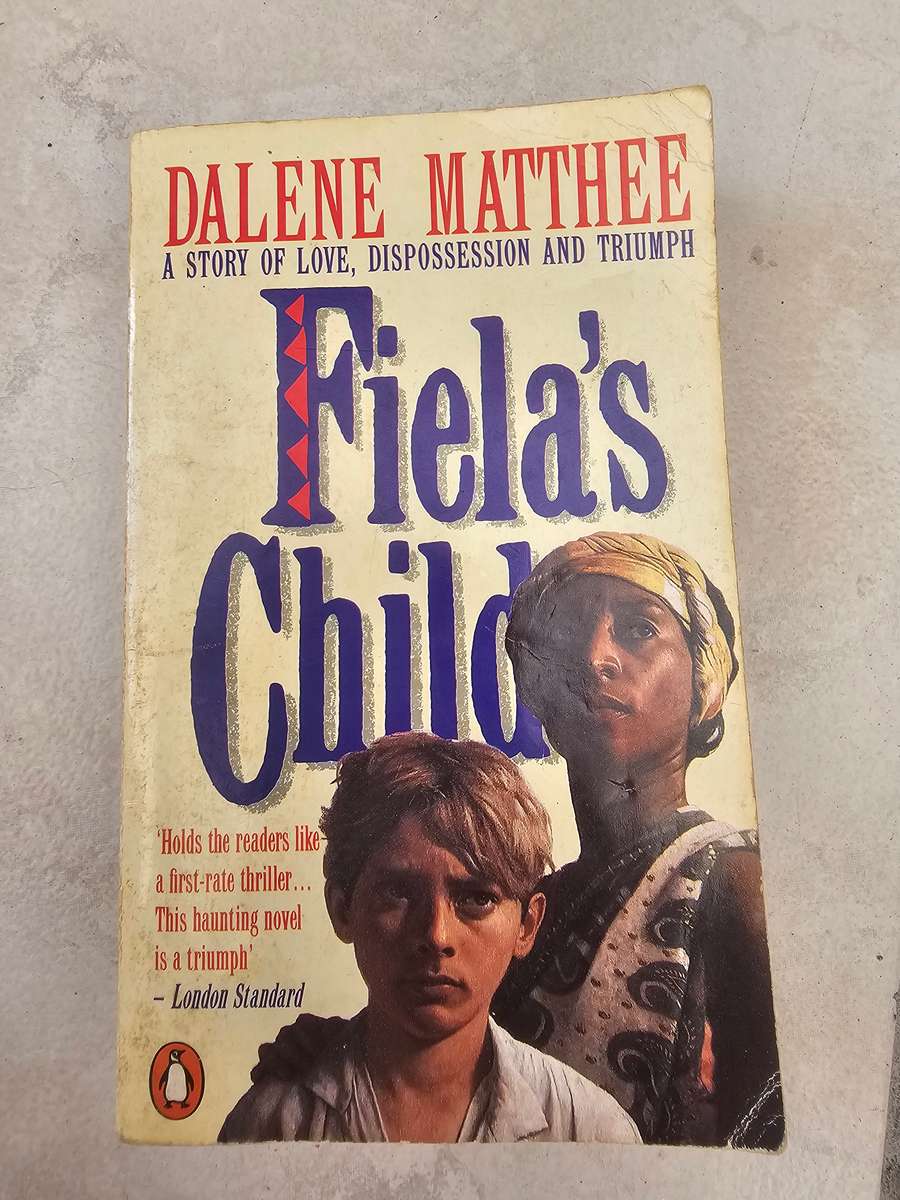 DALENE MATTHEE
A STORY OF LOVE, DISPOSSESSION AND TRIUMPH
Fiela's
Child
'Holds the readers like
a first-rate thriller...
This haunting novel
is a triumph'
– London Standard